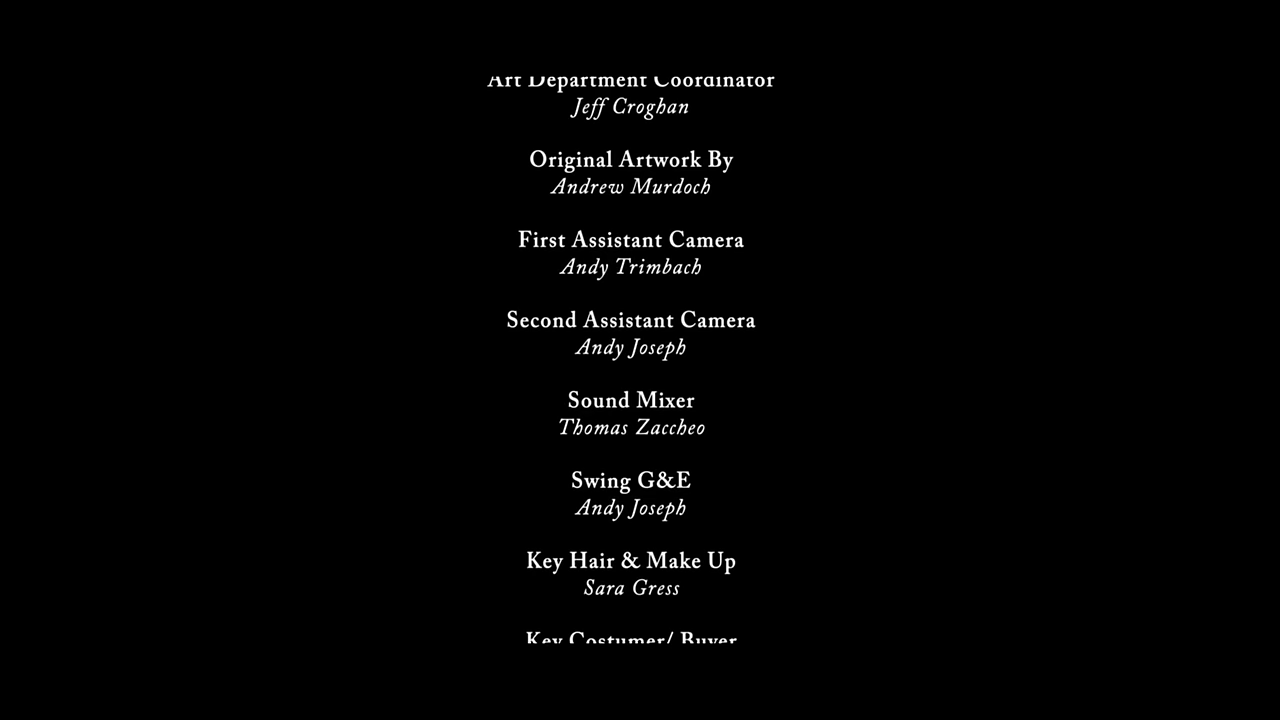 Art Department Coordinator
Jeff Croghan
Original Artwork By
Andrew Murdoch
First Assistant Camera
Andy Trimbach
Second Assistant Camera
Andy Joseph
Sound Mixer
Thomas Zaccheo
Swing G&E
Andy Joseph
Key Hair & Make Up
Sara Gress
Key Costumer/ Buyer